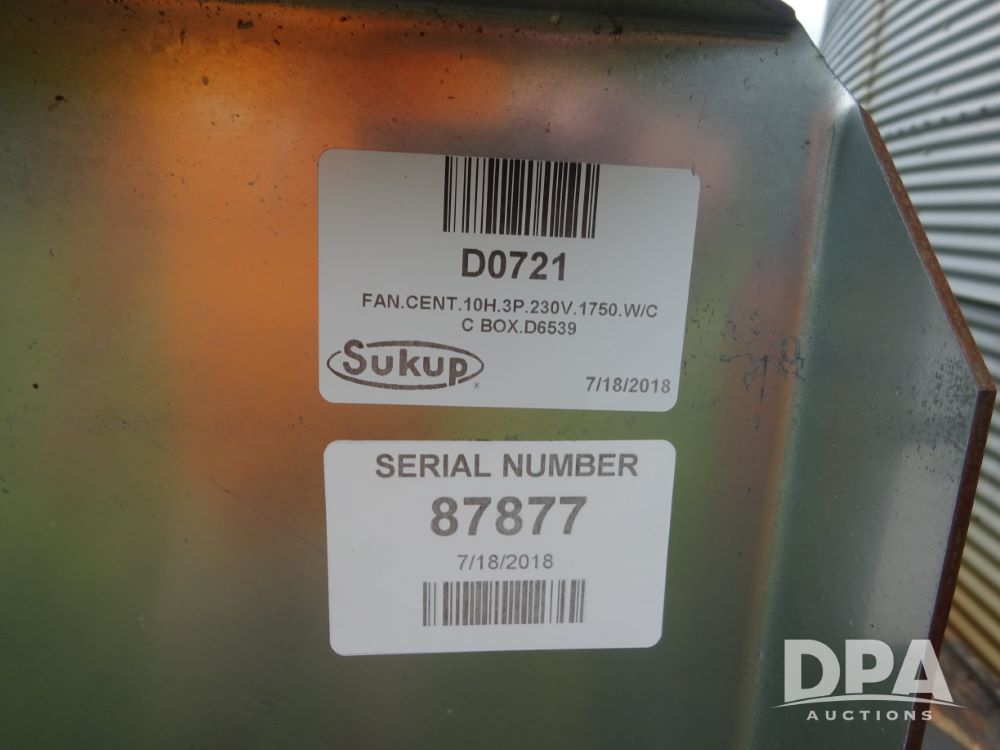 D0721
FAN.CENT.10H.3P.230V.1750.W/C
C BOX.D6539
Sukup®
7/18/2018
SERIAL NUMBER
87877
7/18/2018
DPA
AUCTIONS